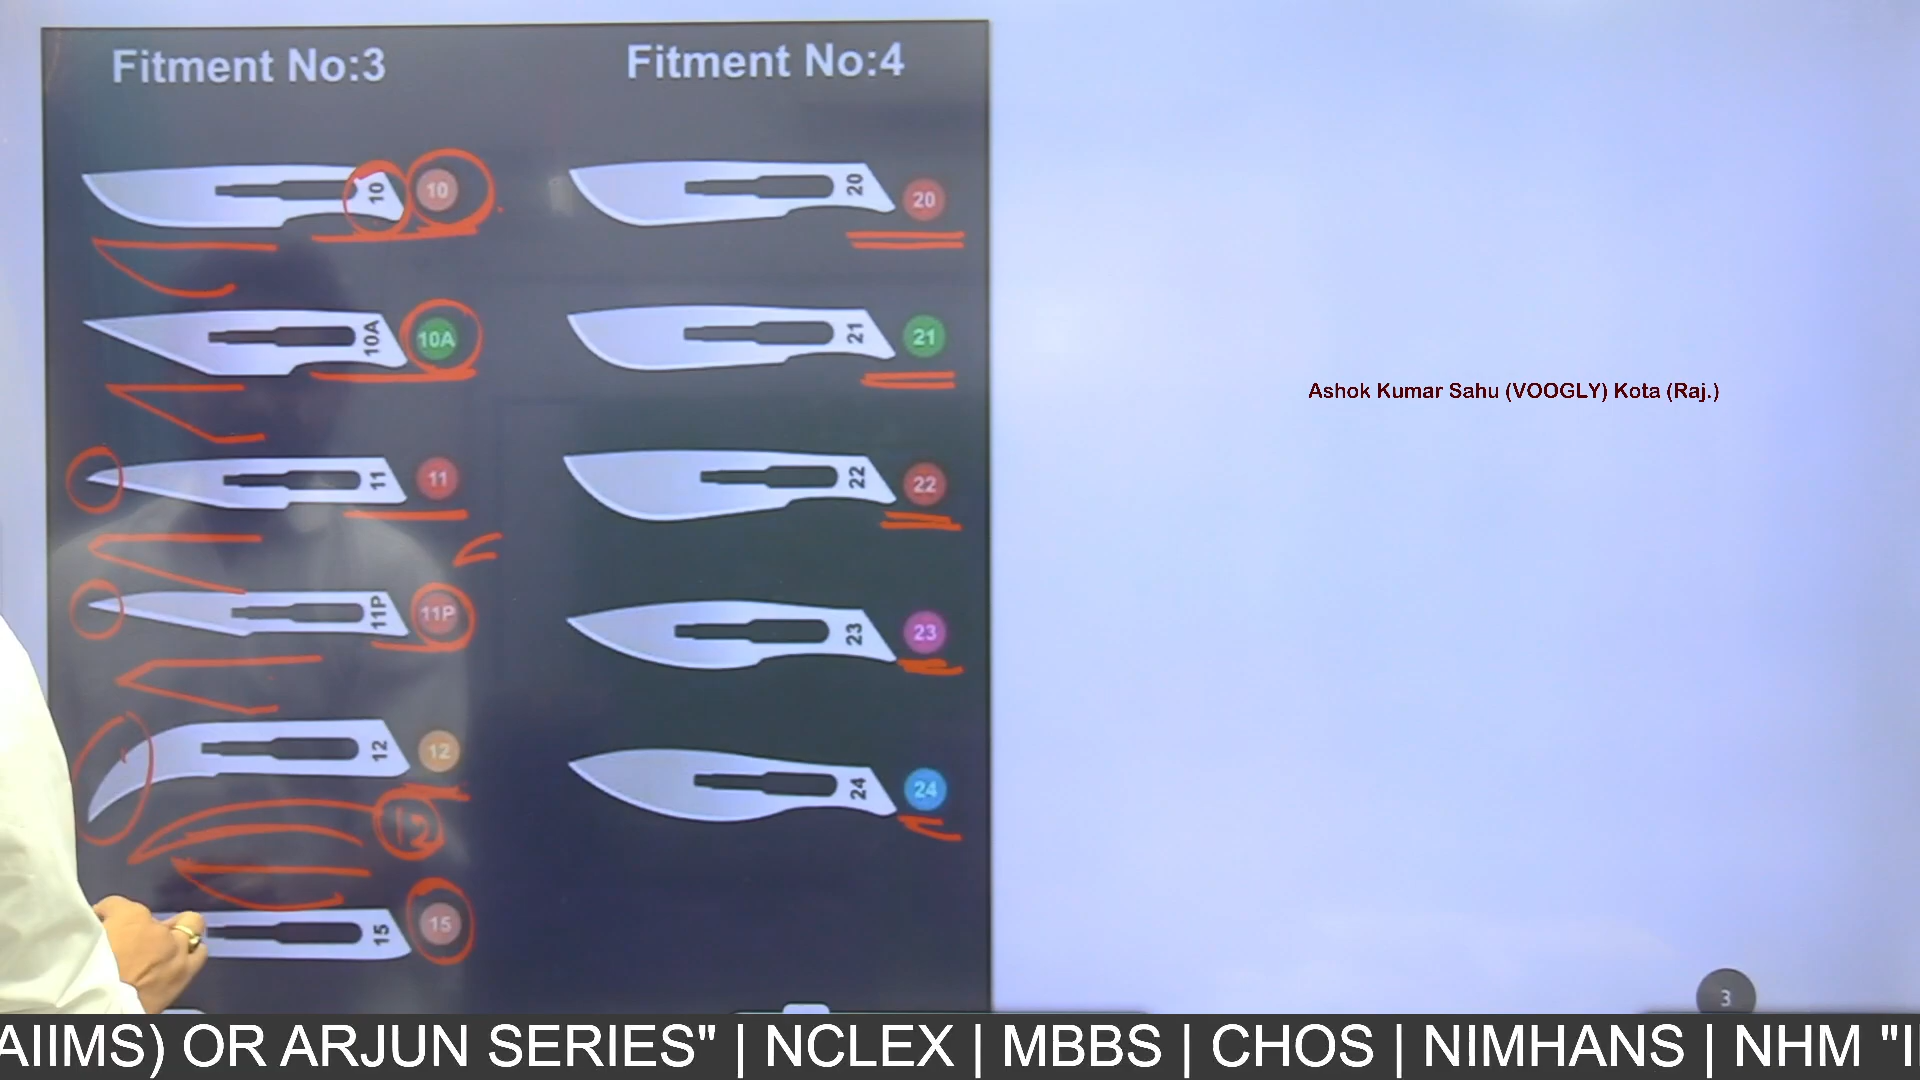 Fitment No:3
Fitment No:4
10
10
20
20
10A
10A
21
21
11
11
22
22
11P
11P
23
23
12
12
24
24
12
15
15
Ashok Kumar Sahu (VOOGLY) Kota (Raj.)
3
AIIMS) OR ARJUN SERIES" | NCLEX | MBBS | CHOS | NIMHANS | NHM "I